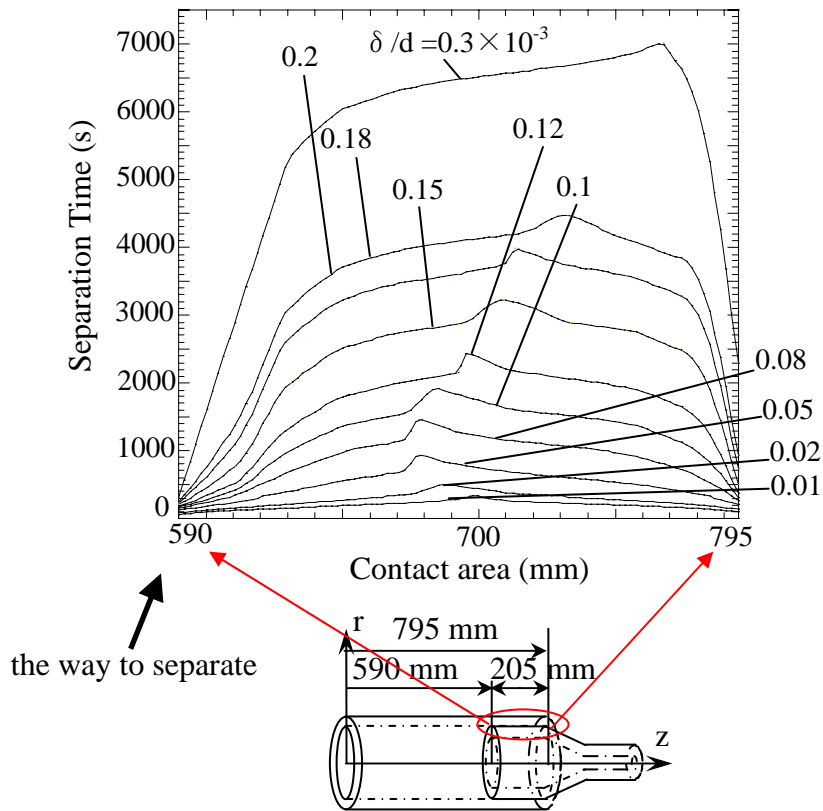 7000
6000
5000
4000
3000
2000
1000
0
Separation Time (s)
δ /d =0.3×10-3
0.2
0.18
0.15
0.12
0.1
0.08
0.05
0.02
0.01
590
700
795
Contact area (mm)
the way to separate
r
795 mm
590 mm
205 mm
z